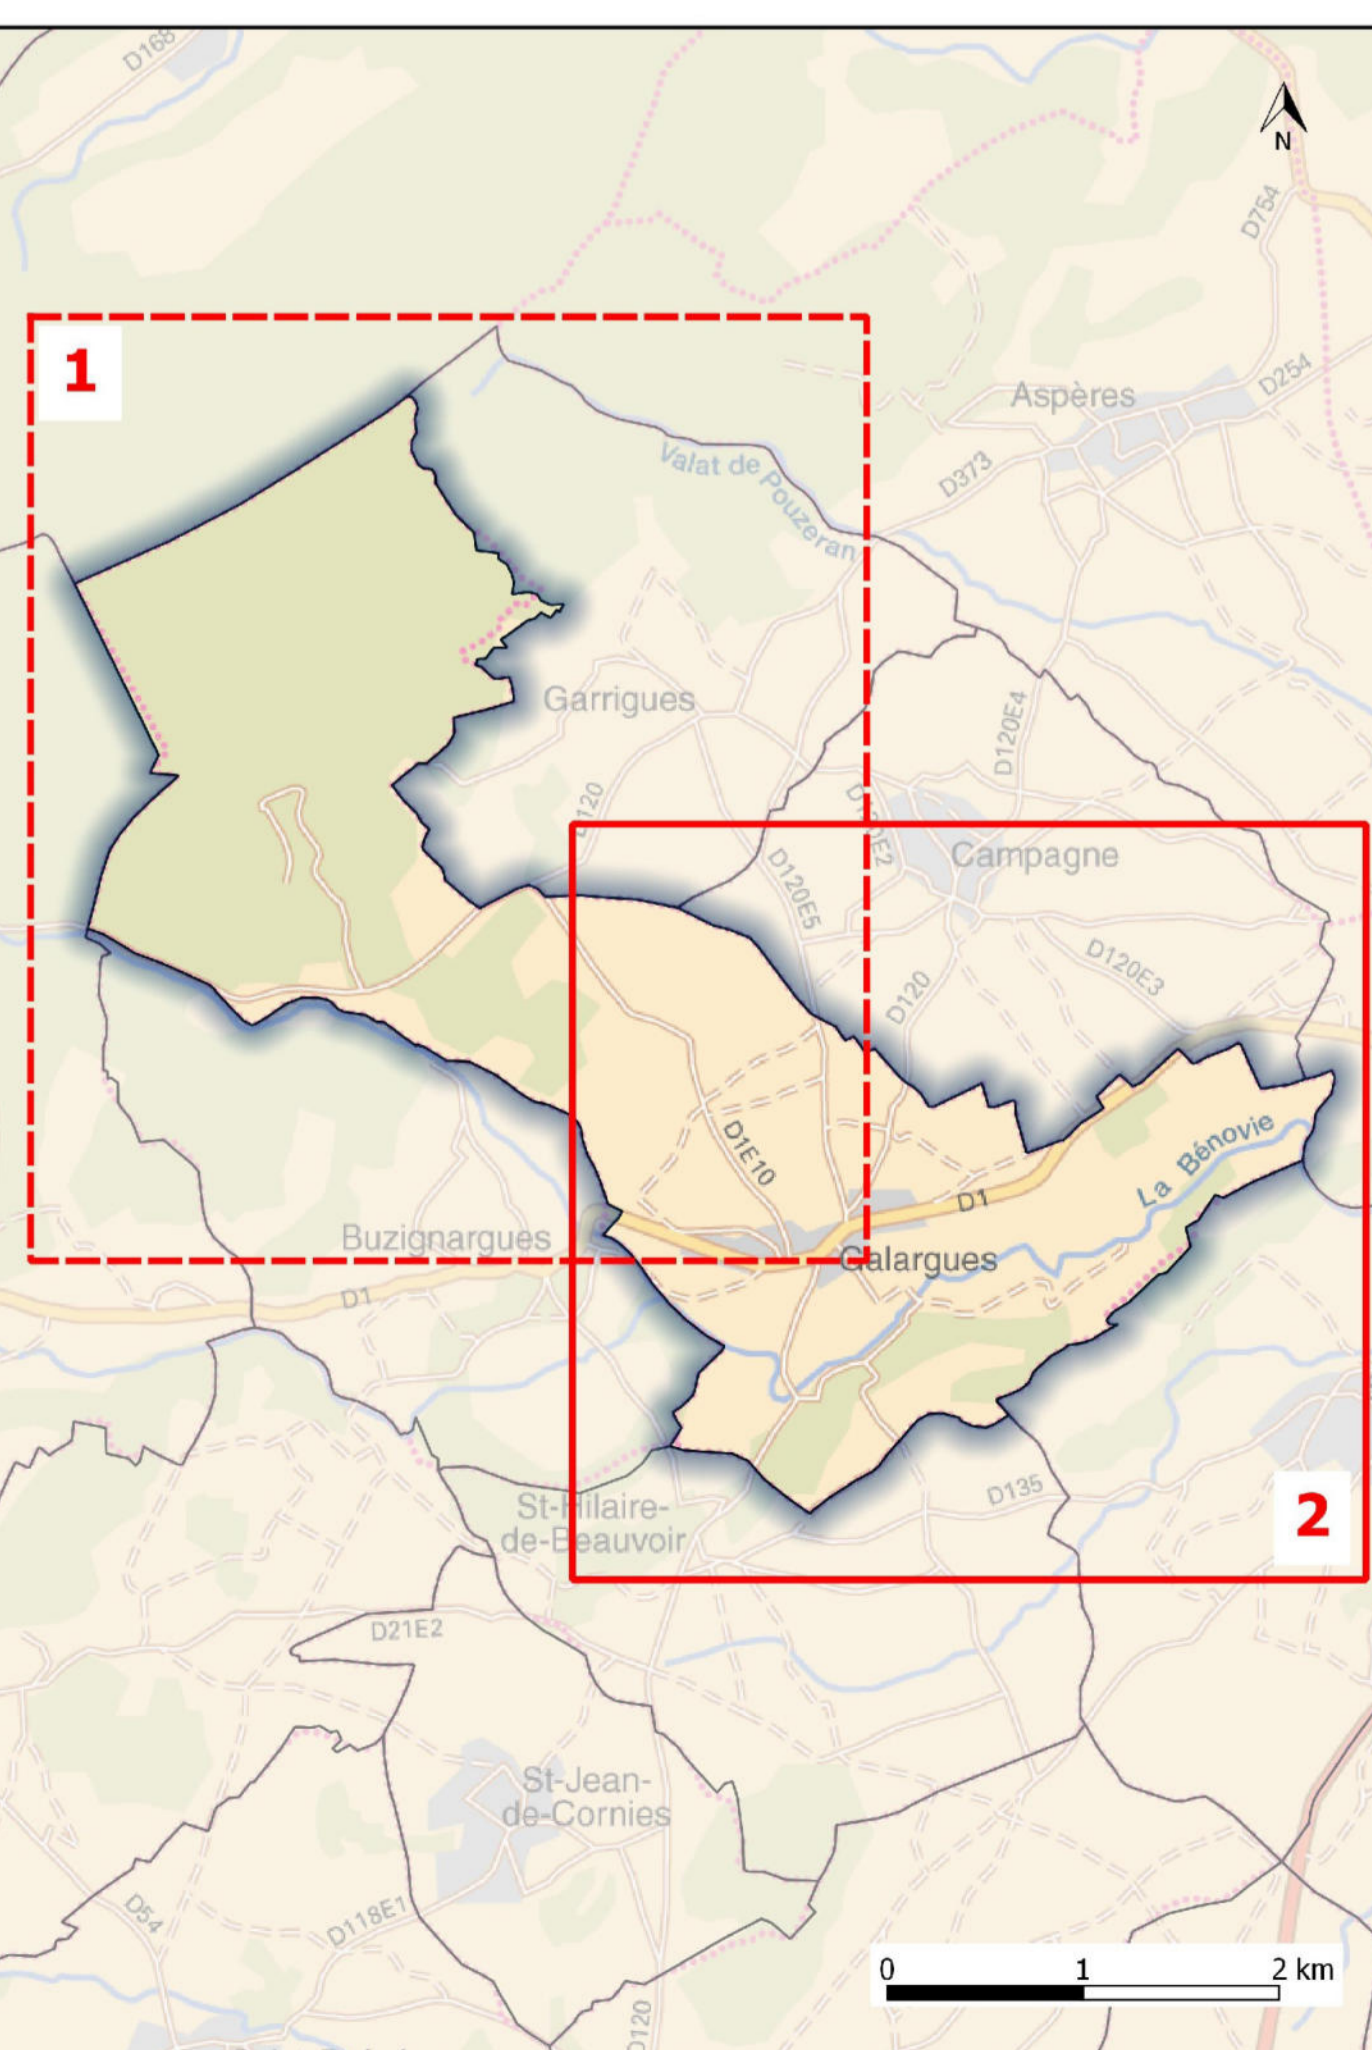 D168
N
D754
1
Aspères
D254
Valat de Pouzeran
D373
Garrigues
D120E4
D120
D120E2
Campagne
D120E5
D120E3
D120
D1E10
La Bénovie
D1
Buzignargues
Galargues
D1
D135
2
St-Hilaire-
de-Beauvoir
D21E2
St-Jean-
de-Cornies
D54
D118E1
0 1 2 km
D120